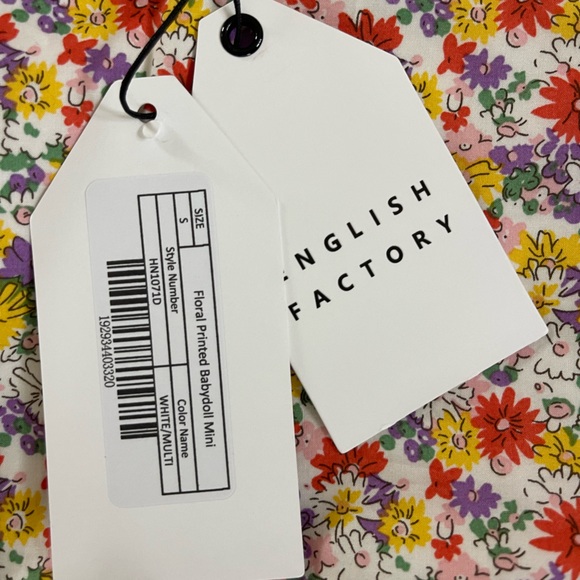 ENGLISH
FACTORY
SIZE Floral Printed Babydoll Mini
S
Style Number Color Name
HN1071D WHITE/MULTI
192934403320